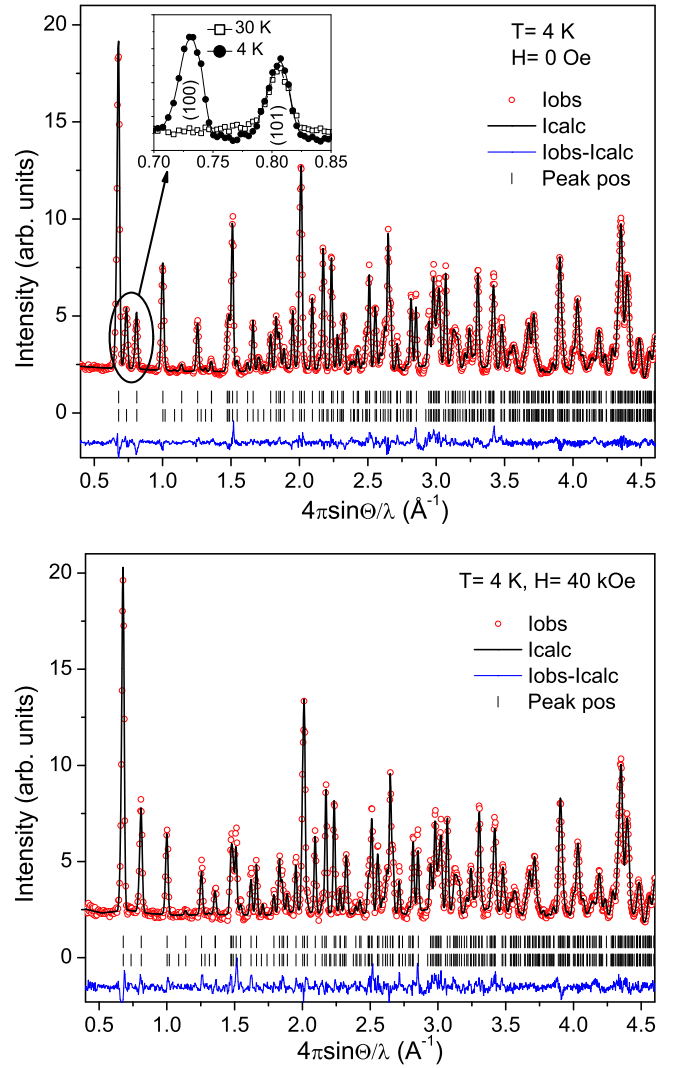 20
15
10
5
0
Intensity (arb. units)
30 K
4 K
(100)
(101)
0.70 0.75 0.80 0.85
T= 4 K
H= 0 Oe
Iobs
Icalc
Iobs-Icalc
Peak pos
0.5 1.0 1.5 2.0 2.5 3.0 3.5 4.0 4.5
4πsinΘ/λ (Å⁻¹)
20
15
10
5
0
Intensity (arb. units)
T= 4 K, H= 40 kOe
Iobs
Icalc
Iobs-Icalc
Peak pos
0.5 1.0 1.5 2.0 2.5 3.0 3.5 4.0 4.5
4πsinΘ/λ (A⁻¹)